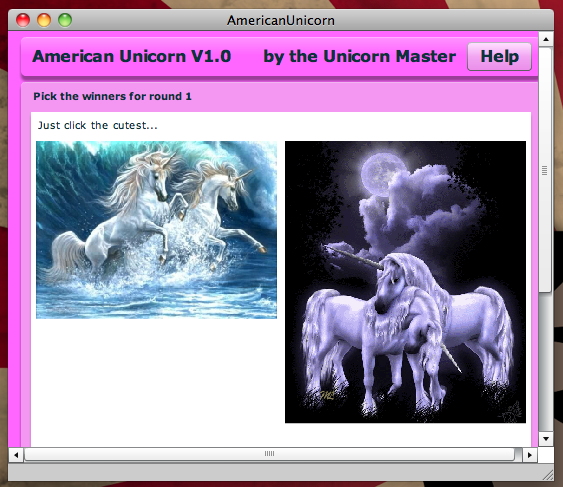 AmericanUnicorn
American Unicorn V1.0 by the Unicorn Master Help
Pick the winners for round 1
Just click the cutest...